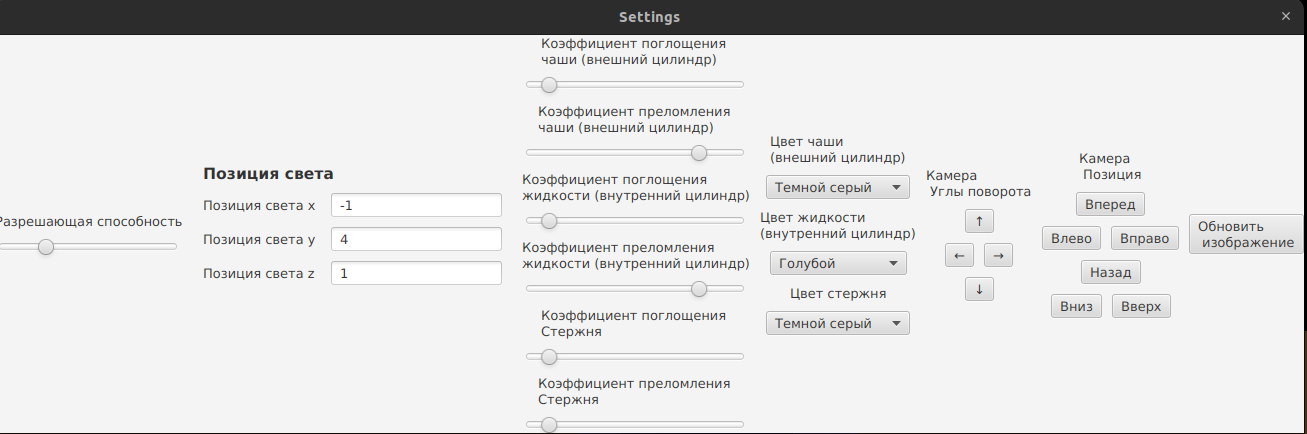 Settings
×
Разрешающая способность
Позиция света
Позиция света x
-1
Позиция света y
4
Позиция света z
1
Коэффициент поглощения
чаши (внешний цилиндр)
Коэффициент преломления
чаши (внешний цилиндр)
Коэффициент поглощения
жидкости (внутренний цилиндр)
Коэффициент преломления
жидкости (внутренний цилиндр)
Коэффициент поглощения
Стержня
Коэффициент преломления
Стержня
Цвет чаши
(внешний цилиндр)
Темной серый
Цвет жидкости
(внутренний цилиндр)
Голубой
Цвет стержня
Темной серый
Камера
Углы поворота
↑
← →
↓
Камера
Позиция
Вперед
Влево Вправо
Назад
Вниз Вверх
Обновить
изображение